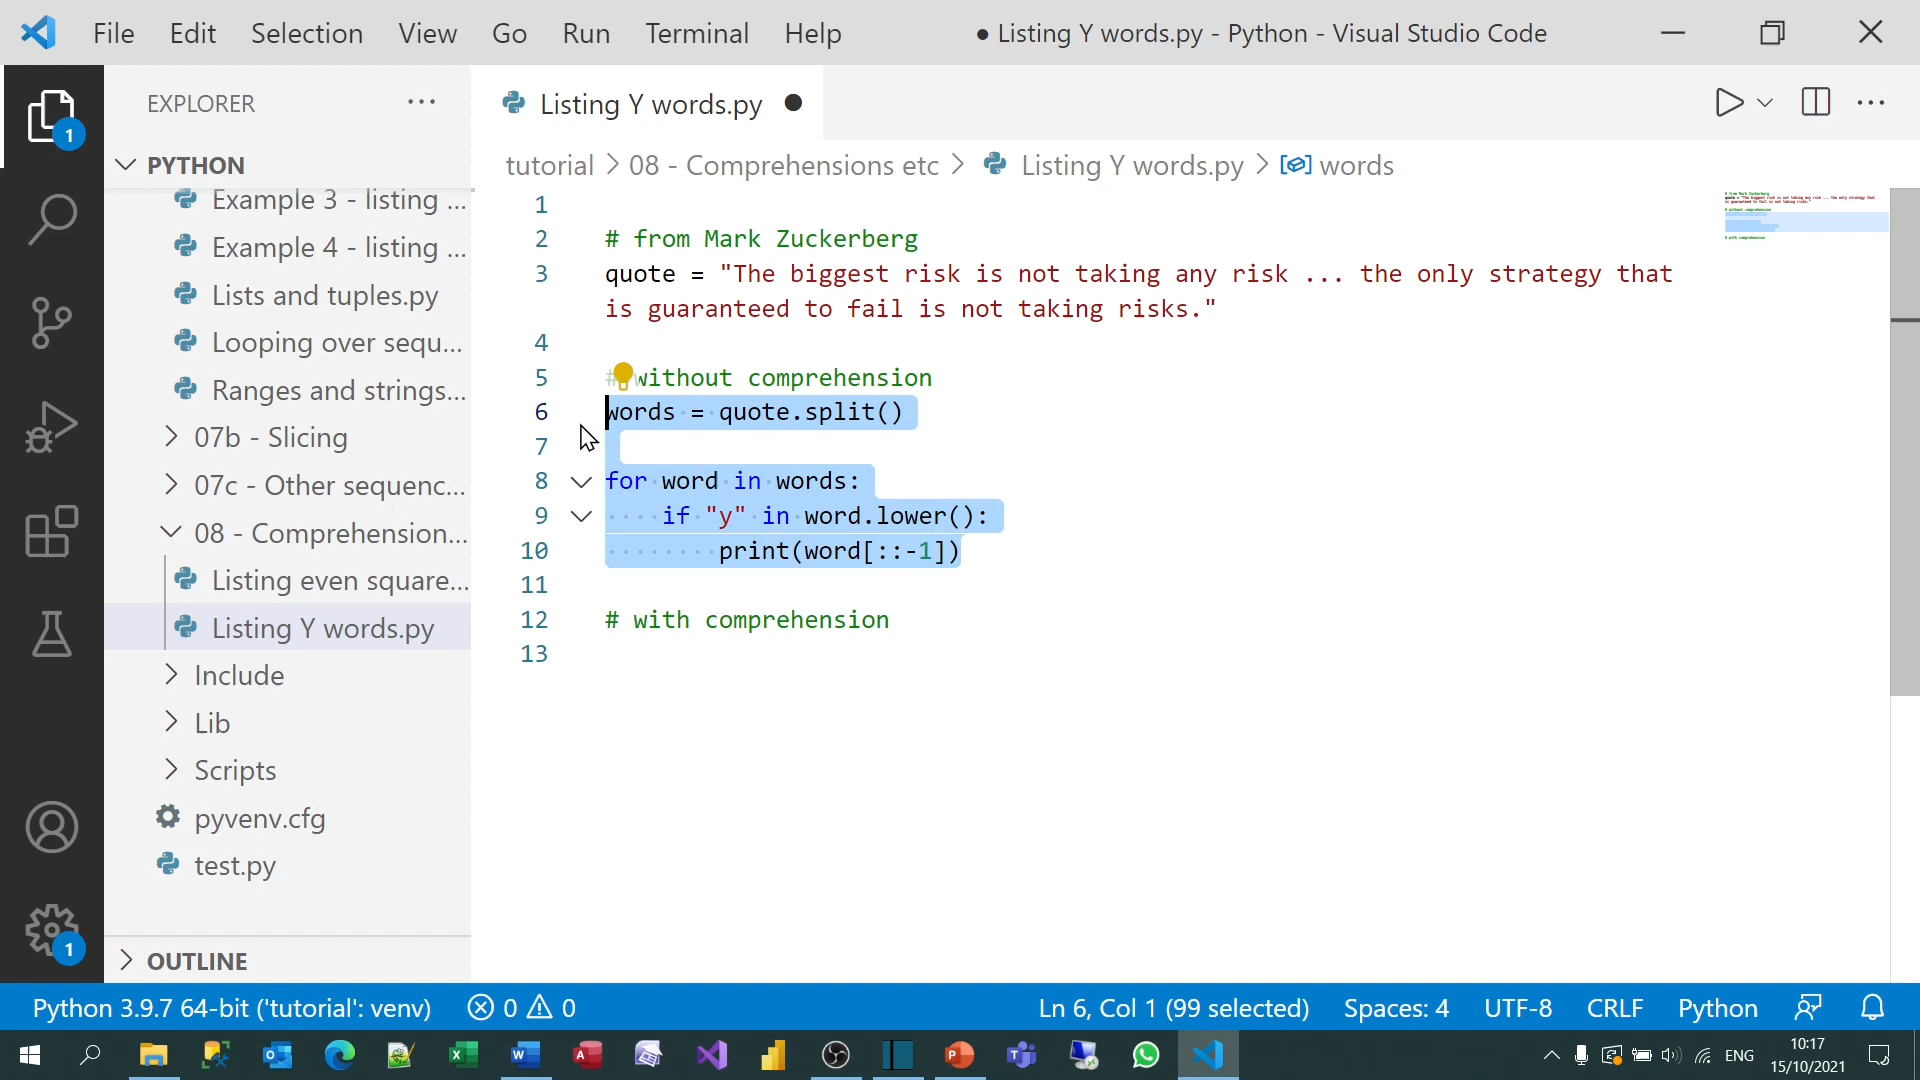 File Edit Selection View Go Run Terminal Help ● Listing Y words.py - Python - Visual Studio Code
EXPLORER ···
Listing Y words.py ●
PYTHON
tutorial > 08 - Comprehensions etc > Listing Y words.py > words
Example 3 - listing ...
Example 4 - listing ...
Lists and tuples.py
Looping over sequ...
Ranges and strings...
07b - Slicing
07c - Other sequenc...
08 - Comprehension...
Listing even square...
Listing Y words.py
Include
Lib
Scripts
pyvenv.cfg
test.py
OUTLINE
1
2 # from Mark Zuckerberg
3 quote = "The biggest risk is not taking any risk ... the only strategy that
is guaranteed to fail is not taking risks."
4
5 # without comprehension
6 words = quote.split()
7
8 for word in words:
9 if "y" in word.lower():
10 print(word[::-1])
11
12 # with comprehension
13
1
1
Python 3.9.7 64-bit ('tutorial': venv) 0 0 Ln 6, Col 1 (99 selected) Spaces: 4 UTF-8 CRLF Python
ENG
10:17
15/10/2021